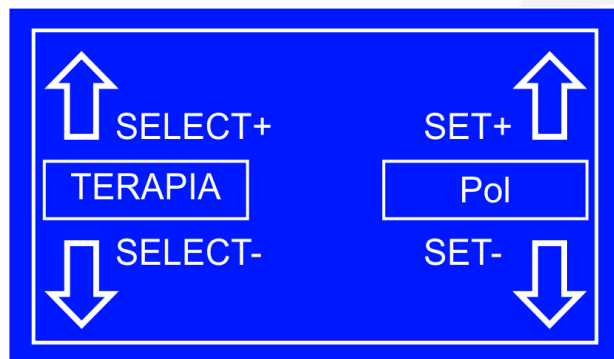 SELECT+
SET+
TERAPIA
Pol
SELECT-
SET-